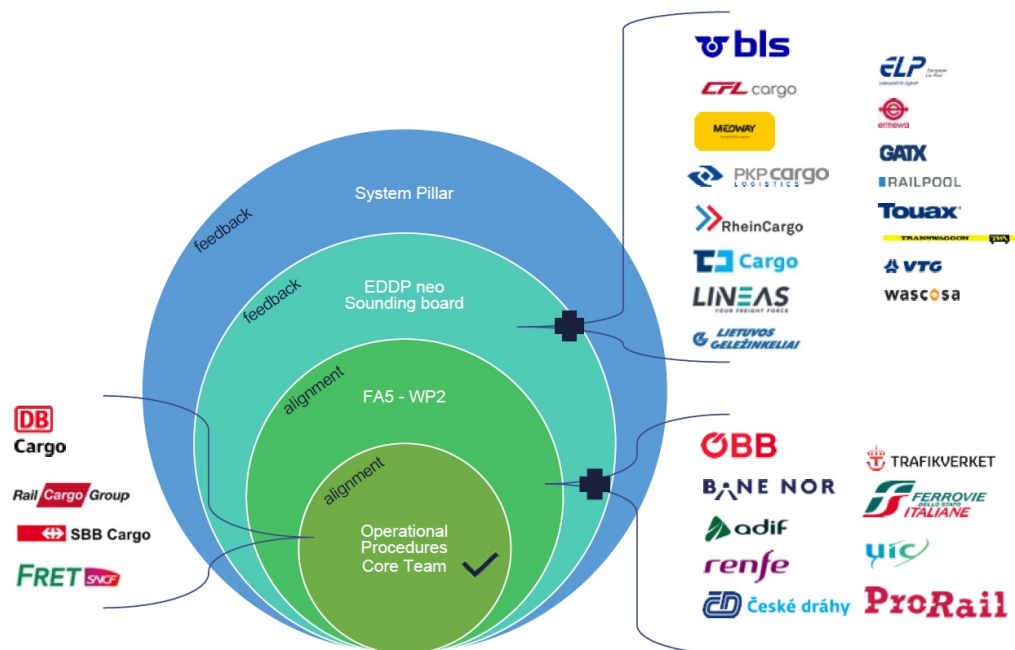 System Pillar
feedback
EDDP neo
Sounding board
feedback
FA5 - WP2
alignment
alignment
Operational
Procedures
Core Team
DB
Cargo
Rail Cargo Group
SBB Cargo
FRET SNCF
bls
CFL cargo
MEDWAY
PKP CARGO
LOGISTICS
RheinCargo
Cargo
LINEAS
YOUR FREIGHT FORCE
LIETUVOS
GELEŽINKELIAI
ELP
ermewa
GATX
RAILPOOL
TOUAX
TRANSWAGGON
VTG
wascosa
ÖBB
BANE NOR
adif
renfe
ČD České dráhy
TRAFIKVERKET
FERROVIE
DELLO STATO
ITALIANE
uic
ProRail